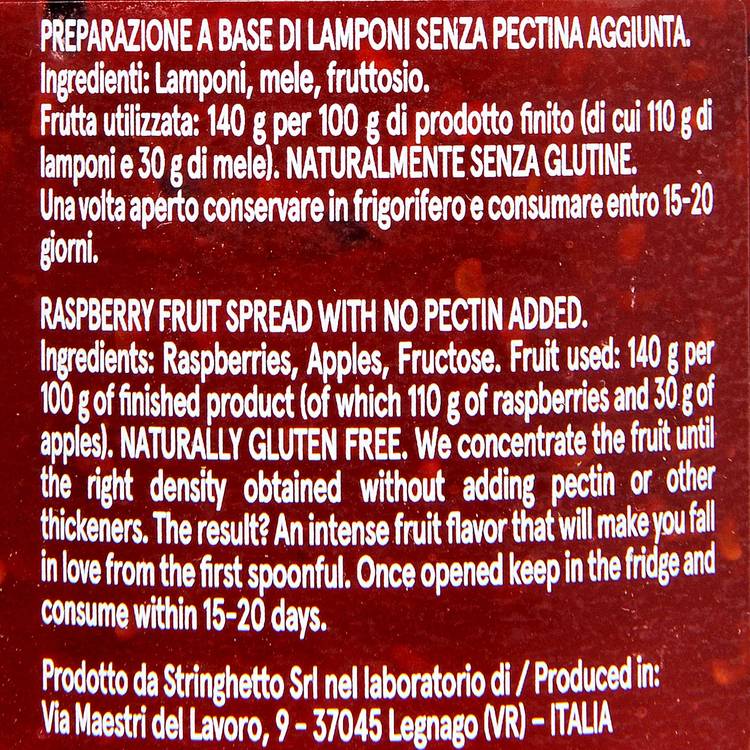 PREPARAZIONE A BASE DI LAMPONI SENZA PECTINA AGGIUNTA.
Ingredienti: Lamponi, mele, fruttosio.
Frutta utilizzata: 140 g per 100 g di prodotto finito (di cui 110 g di
lamponi e 30 g di mele). NATURALMENTE SENZA GLUTINE.
Una volta aperto conservare in frigorifero e consumare entro 15-20
giorni.
RASPBERRY FRUIT SPREAD WITH NO PECTIN ADDED.
Ingredients: Raspberries, Apples, Fructose. Fruit used: 140 g per
100 g of finished product (of which 110 g of raspberries and 30 g of
apples). NATURALLY GLUTEN FREE. We concentrate the fruit until
the right density obtained without adding pectin or other
thickeners. The result? An intense fruit flavor that will make you fall
in love from the first spoonful. Once opened keep in the fridge and
consume within 15-20 days.
Prodotto da Stringhetto Srl nel laboratorio di / Produced in:
Via Maestri del Lavoro, 9 - 37045 Legnago (VR) - ITALIA